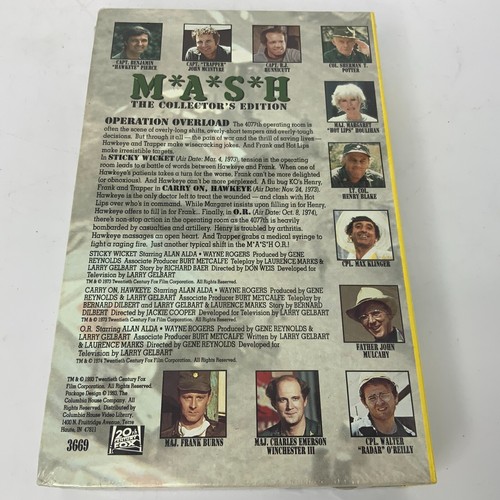 CAPT. BENJAMIN
"HAWKEYE" PIERCE
CAPT. "TRAPPER"
JOHN MCINTYRE
CAPT. B.J.
HUNNICUTT
COL. SHERMAN T.
POTTER
M*A*S*H
THE COLLECTOR'S EDITION
MAJ. MARGARET
"HOT LIPS" HOULIHAN
LT. COL.
HENRY BLAKE
CPL. MAX KLINGER
FATHER JOHN
MULCAHY
OPERATION OVERLOAD The 4077th operating room is
often the scene of overly-long shifts, overly-short tempers and overly-tough
decisions. But through it all — the pain of war and the thrill of saving lives —
Hawkeye and Trapper make wisecracking jokes. And Frank and Hot Lips
make irresistible targets.
In STICKY WICKET (Air Date: Mar. 4, 1973), tension in the operating
room leads to a battle of words between Hawkeye and Frank. When one of
Hawkeye's patients takes a turn for the worse, Frank can't be more delighted
(or obnoxious). And Hawkeye can't be more perplexed. A flu bug KO's Henry,
Frank and Trapper in CARRY ON, HAWKEYE (Air Date: Nov. 24, 1973).
Hawkeye is the only doctor left to treat the wounded — and clash with Hot
Lips over who's in command. While Margaret insists upon filling in for Henry,
Hawkeye offers to fill in for Frank.. Finally, in O.R. (Air Date: Oct. 8, 1974),
there's non-stop action in the operating room as the 4077th is heavily
bombarded by casualties and artillery. Henry is troubled by arthritis.
Hawkeye massages an open heart. And Trapper grabs a medical syringe to
fight a raging fire. Just another typical shift in the M*A*S*H O.R.!
STICKY WICKET Starring ALAN ALDA • WAYNE ROGERS Produced by GENE
REYNOLDS Associate Producer BURT METCALFE Teleplay by LAURENCE MARKS &
LARRY GELBART Story by RICHARD BAER Directed by DON WEIS Developed for
Television by LARRY GELBART
TM & © 1973 Twentieth Century Fox Film Corporation. All Rights Reserved.
CARRY ON, HAWKEYE Starring ALAN ALDA • WAYNE ROGERS Produced by GENE
REYNOLDS & LARRY GELBART Associate Producer BURT METCALFE Teleplay by
BERNARD DILBERT and LARRY GELBART & LAURENCE MARKS Story by BERNARD
DILBERT Directed by JACKIE COOPER Developed for Television by LARRY GELBART
TM & © 1973 Twentieth Century Fox Film Corporation. All Rights Reserved.
O.R. Starring ALAN ALDA • WAYNE ROGERS Produced by GENE REYNOLDS
& LARRY GELBART Associate Producer BURT METCALFE Written by LARRY GELBART
& LAURENCE MARKS Directed by GENE REYNOLDS Developed for
Television by LARRY GELBART
TM & © 1974 Twentieth Century Fox Film Corporation. All Rights Reserved.
TM & © 1993 Twentieth Century Fox
Film Corporation. All Rights Reserved.
Package Design © 1993. The
Columbia House Company. All
Rights Reserved. Distributed by
Columbia House Video Library,
1400 N. Fruitridge Avenue, Terre
Haute, IN 47811
3669
20th
CENTURY
FOX
MAJ. FRANK BURNS
MAJ. CHARLES EMERSON
WINCHESTER III
CPL. WALTER
"RADAR" O'REILLY